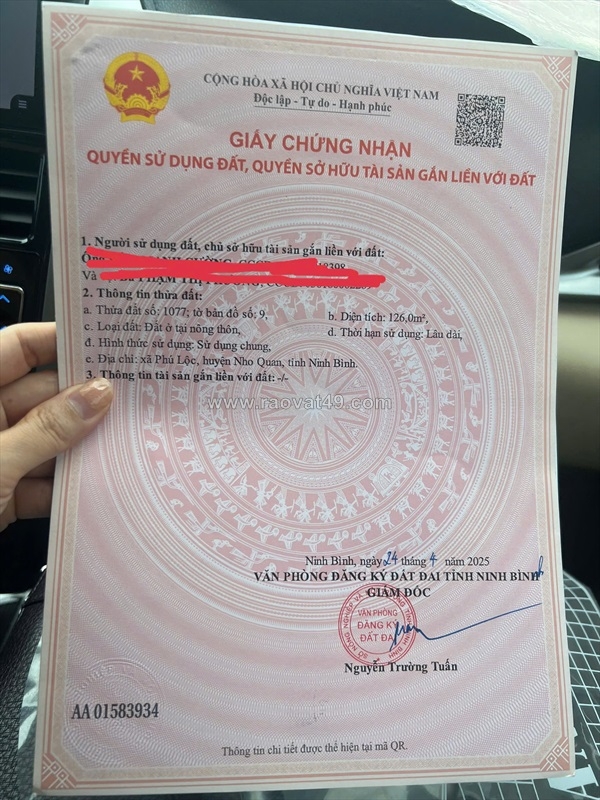 CỘNG HÒA XÃ HỘI CHỦ NGHĨA VIỆT NAM
Độc lập - Tự do - Hạnh phúc
GIẤY CHỨNG NHẬN
QUYỀN SỬ DỤNG ĐẤT, QUYỀN SỞ HỮU TÀI SẢN GẮN LIỀN VỚI ĐẤT
1. Người sử dụng đất, chủ sở hữu tài sản gắn liền với đất:
Ông
Và
2. Thông tin thửa đất:
a. Thửa đất số: 1077; tờ bản đồ số: 9,
b. Diện tích: 126,0m²,
c. Loại đất: Đất ở tại nông thôn,
d. Thời hạn sử dụng: Lâu dài,
đ. Hình thức sử dụng: Sử dụng chung,
e. Địa chỉ: xã Phú Lộc, huyện Nho Quan, tỉnh Ninh Bình.
3. Thông tin tài sản gắn liền với đất: -/-
www.raovat49.com
Ninh Bình, ngày 24 tháng 4 năm 2025
VĂN PHÒNG ĐĂNG KÝ ĐẤT ĐAI TỈNH NINH BÌNH
GIÁM ĐỐC
VĂN PHÒNG
ĐĂNG KÝ
ĐẤT ĐAI
Nguyễn Trường Tuấn
AA 01583934
Thông tin chi tiết được thể hiện tại mã QR.